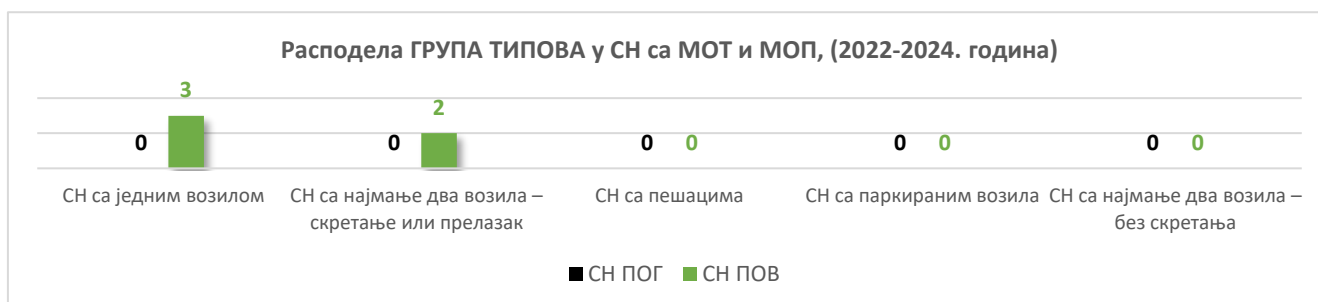 Расподела ГРУПА ТИПОВА у СН са МОТ и МОП, (2022-2024. година)
3
2
0
0
0 0
0 0
0 0
СН са једним возилом
СН са најмање два возила –
скретање или прелазак
СН са пешацима
СН са паркираним возила
СН са најмање два возила –
без скретања
СН ПОГ СН ПОВ